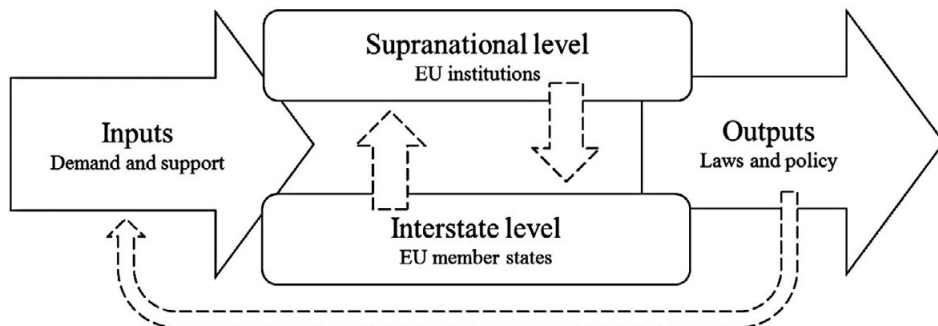 Supranational level
EU institutions
Inputs
Demand and support
Outputs
Laws and policy
Interstate level
EU member states